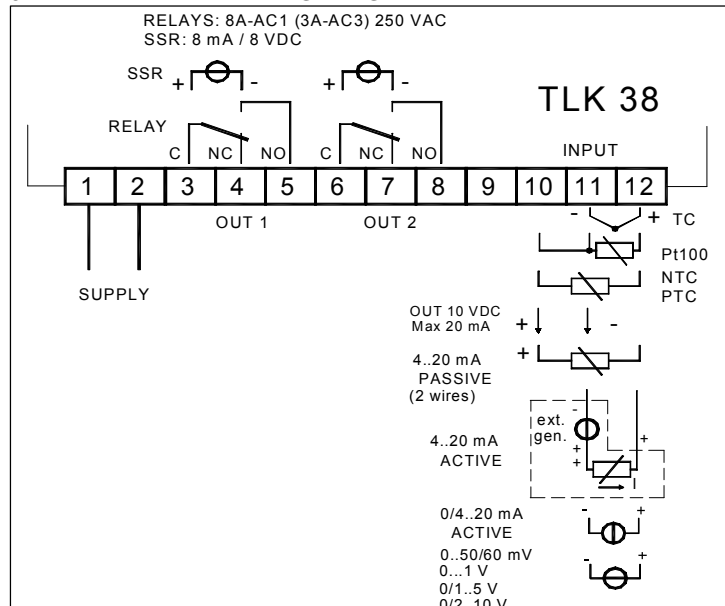 RELAYS: 8A-AC1 (3A-AC3) 250 VAC
SSR: 8 mA / 8 VDC
SSR + - + -
TLK 38
RELAY
C NC NO C NC NO INPUT
1 2 3 4 5 6 7 8 9 10 11 12
OUT 1 OUT 2
- + TC
Pt100
SUPPLY
NTC
PTC
OUT 10 VDC
Max 20 mA + -
+
4..20 mA
PASSIVE
(2 wires)
-
ext.
gen.
+ +
+
4..20 mA
ACTIVE
I
0/4..20 mA
ACTIVE
- +
0..50/60 mV
0...1 V
0/1..5 V
0/2..10 V
- +